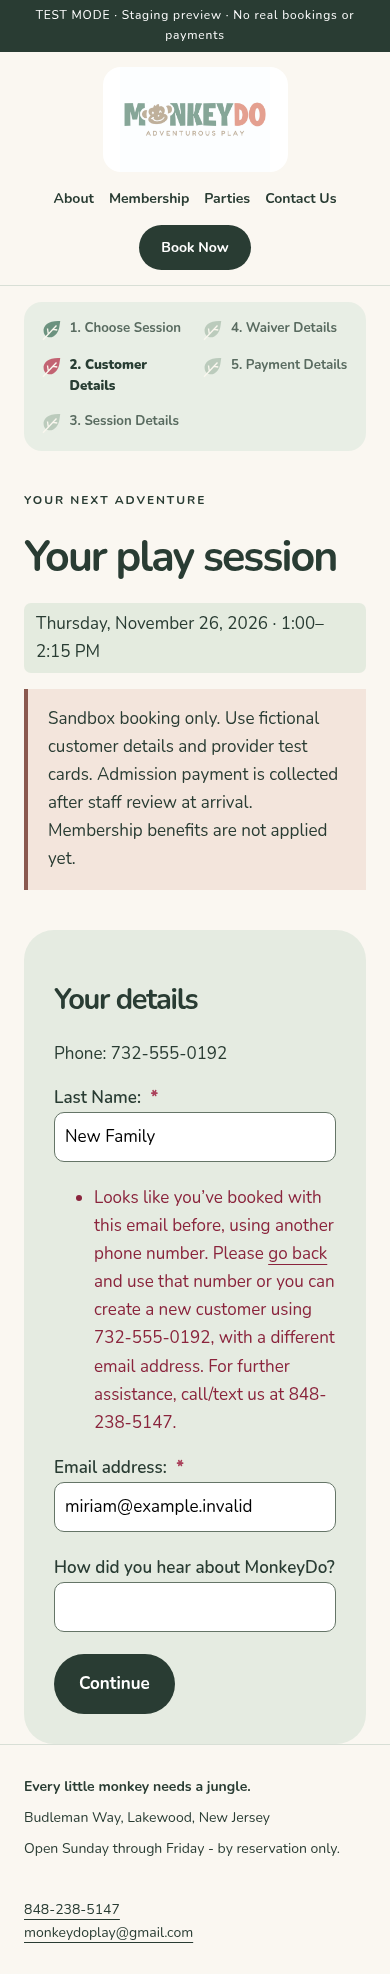 TEST MODE · Staging preview · No real bookings or
payments
MONKEYDO
ADVENTUROUS PLAY
About Membership Parties Contact Us
Book Now
1. Choose Session
2. Customer
Details
3. Session Details
4. Waiver Details
5. Payment Details
YOUR NEXT ADVENTURE
Your play session
Thursday, November 26, 2026 · 1:00–
2:15 PM
Sandbox booking only. Use fictional
customer details and provider test
cards. Admission payment is collected
after staff review at arrival.
Membership benefits are not applied
yet.
Your details
Phone: 732-555-0192
Last Name: *
New Family
• Looks like you’ve booked with
this email before, using another
phone number. Please go back
and use that number or you can
create a new customer using
732-555-0192, with a different
email address. For further
assistance, call/text us at 848-
238-5147.
Email address: *
miriam@example.invalid
How did you hear about MonkeyDo?
Continue
Every little monkey needs a jungle.
Budleman Way, Lakewood, New Jersey
Open Sunday through Friday - by reservation only.
848-238-5147
monkeydoplay@gmail.com